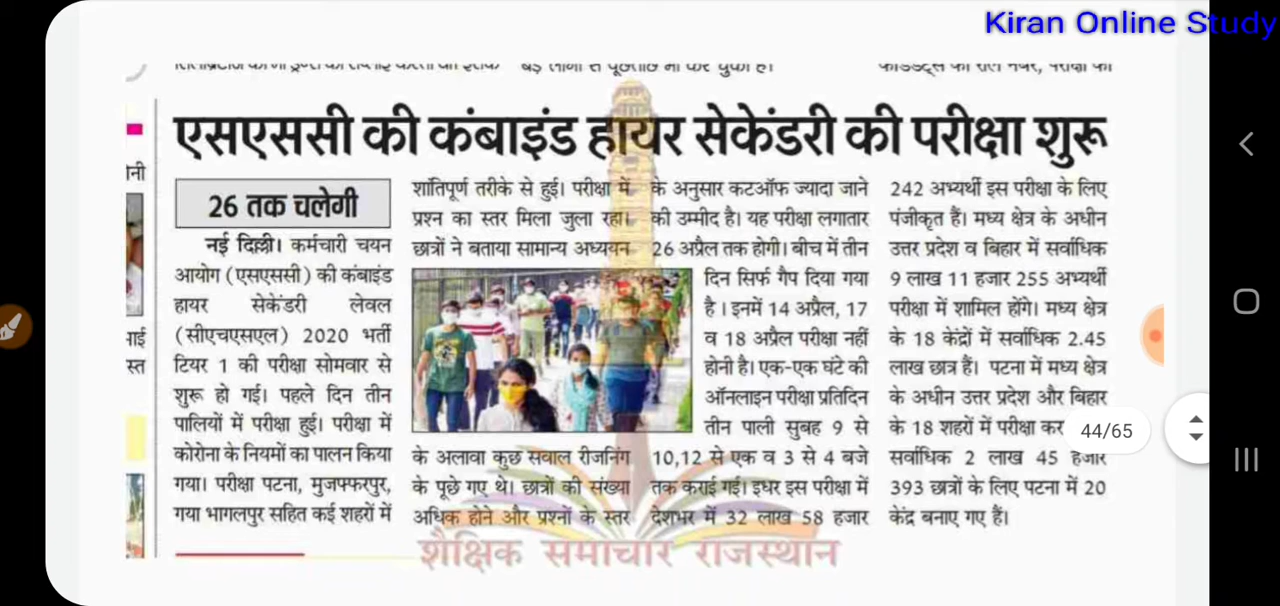 Kiran Online Study
बड़े लोगों से पूछताछ भी कर चुकी है।
एसएससी की कंबाइंड हायर सेकेंडरी की परीक्षा शुरू
26 तक चलेगी
नई दिल्ली। कर्मचारी चयन
आयोग (एसएससी) की कंबाइंड
हायर सेकेंडरी लेवल
(सीएचएसएल) 2020 भर्ती
टियर 1 की परीक्षा सोमवार से
शुरू हो गई। पहले दिन तीन
पालियों में परीक्षा हुई। परीक्षा में
कोरोना के नियमों का पालन किया
गया। परीक्षा पटना, मुजफ्फरपुर,
गया भागलपुर सहित कई शहरों में
शांतिपूर्ण तरीके से हुई। परीक्षा में
प्रश्न का स्तर मिला जुला रहा।
छात्रों ने बताया सामान्य अध्ययन
के अलावा कुछ सवाल रीजनिंग
के पूछे गए थे। छात्रों की संख्या
अधिक होने और प्रश्नों के स्तर
के अनुसार कटऑफ ज्यादा जाने
की उम्मीद है। यह परीक्षा लगातार
26 अप्रैल तक होगी। बीच में तीन
दिन सिर्फ गैप दिया गया
है। इनमें 14 अप्रैल, 17
व 18 अप्रैल परीक्षा नहीं
होनी है। एक-एक घंटे की
ऑनलाइन परीक्षा प्रतिदिन
तीन पाली सुबह 9 से
10,12 से एक व 3 से 4 बजे
तक कराई गई। इधर इस परीक्षा में
देशभर में 32 लाख 58 हजार
242 अभ्यर्थी इस परीक्षा के लिए
पंजीकृत हैं। मध्य क्षेत्र के अधीन
उत्तर प्रदेश व बिहार में सर्वाधिक
9 लाख 11 हजार 255 अभ्यर्थी
परीक्षा में शामिल होंगे। मध्य क्षेत्र
के 18 केंद्रों में सर्वाधिक 2.45
लाख छात्र हैं। पटना में मध्य क्षेत्र
के अधीन उत्तर प्रदेश और बिहार
के 18 शहरों में परीक्षा कर
सर्वाधिक 2 लाख 45 हजार
393 छात्रों के लिए पटना में 20
केंद्र बनाए गए हैं।
44/65
शैक्षिक समाचार राजस्थान